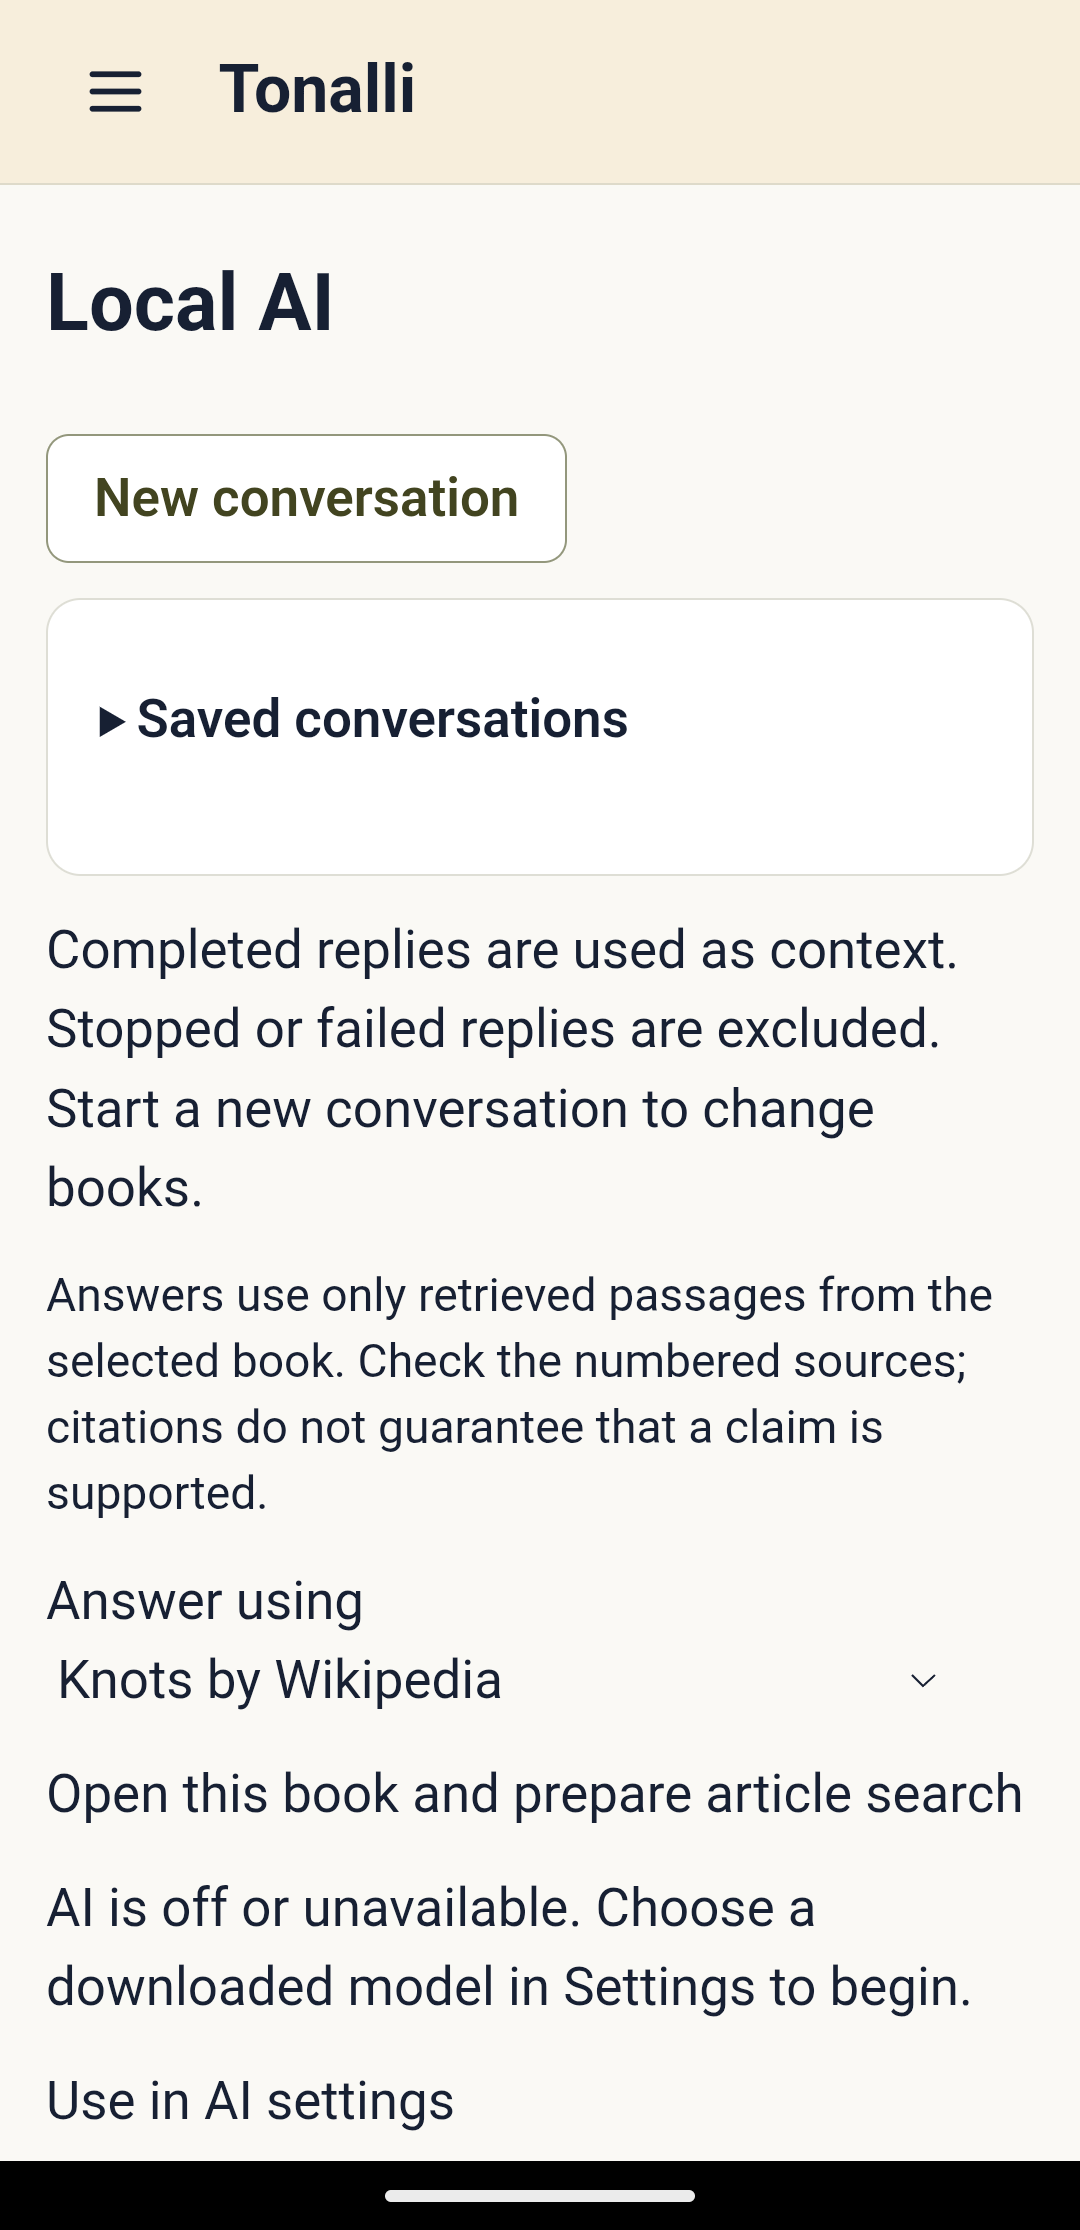 Tonalli
Local AI
New conversation
Saved conversations
Completed replies are used as context.
Stopped or failed replies are excluded.
Start a new conversation to change
books.
Answers use only retrieved passages from the
selected book. Check the numbered sources;
citations do not guarantee that a claim is
supported.
Answer using
Knots by Wikipedia
Open this book and prepare article search
AI is off or unavailable. Choose a
downloaded model in Settings to begin.
Use in AI settings